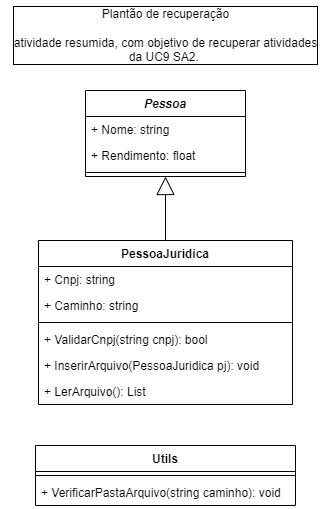 Plantão de recuperação
atividade resumida, com objetivo de recuperar atividades
da UC9 SA2.
Pessoa
+ Nome: string
+ Rendimento: float
PessoaJuridica
+ Cnpj: string
+ Caminho: string
+ ValidarCnpj(string cnpj): bool
+ InserirArquivo(PessoaJuridica pj): void
+ LerArquivo(): List
Utils
+ VerificarPastaArquivo(string caminho): void